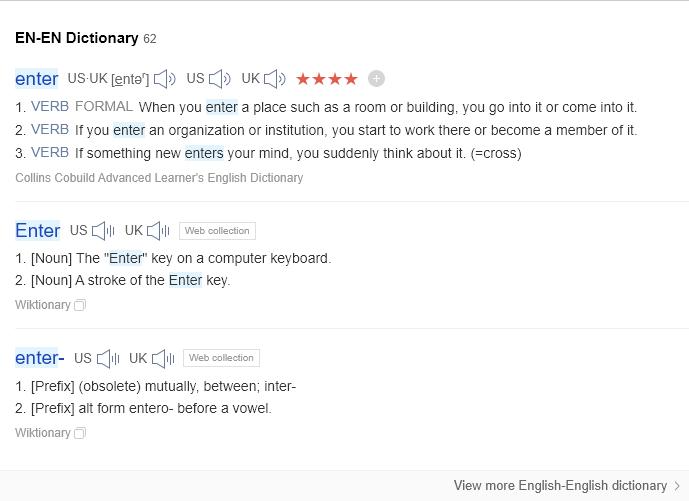 EN-EN Dictionary 62
enter US·UK [entəʳ] US UK ★★★★
1. VERB FORMAL When you enter a place such as a room or building, you go into it or come into it.
2. VERB If you enter an organization or institution, you start to work there or become a member of it.
3. VERB If something new enters your mind, you suddenly think about it. (=cross)
Collins Cobuild Advanced Learner's English Dictionary
Enter US UK Web collection
1. [Noun] The "Enter" key on a computer keyboard.
2. [Noun] A stroke of the Enter key.
Wiktionary
enter- US UK Web collection
1. [Prefix] (obsolete) mutually, between; inter-
2. [Prefix] alt form entero- before a vowel.
Wiktionary
View more English-English dictionary >